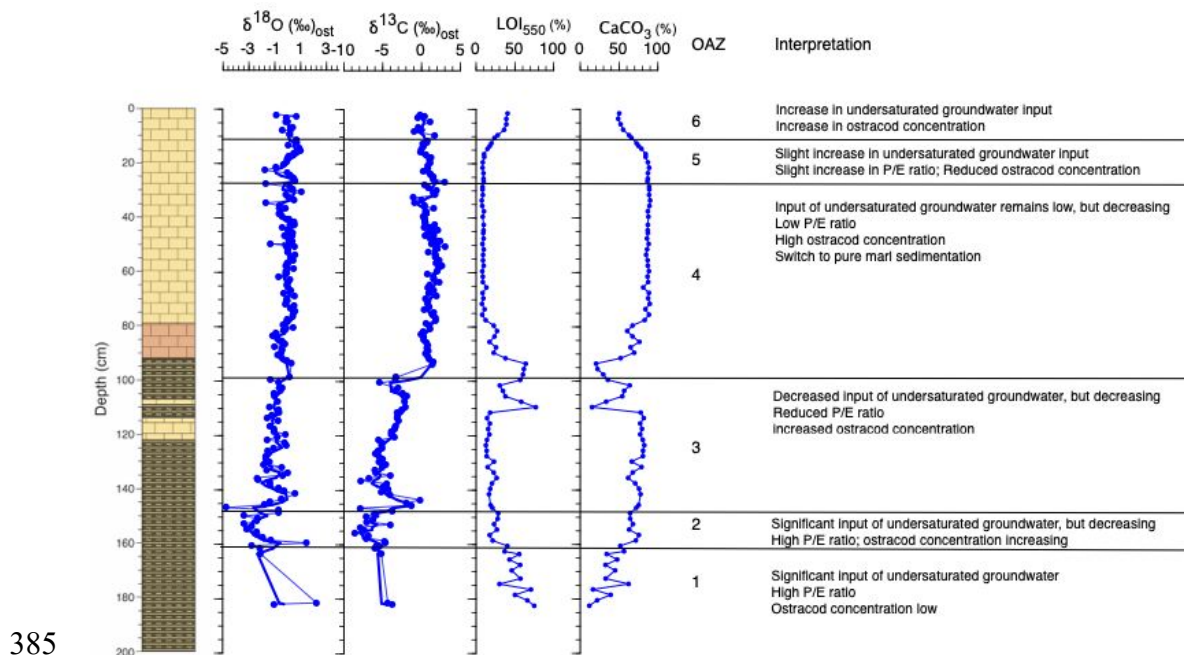 δ18O (‰)ost δ13C (‰)ost LOI550 (%) CaCO3 (%)
-5 -3 -1 1 3 -10 -5 0 5 0 50 100 0 50 100 OAZ Interpretation
0
Increase in undersaturated groundwater input
6
Increase in ostracod concentration
20
Slight increase in undersaturated groundwater input
5
Slight increase in P/E ratio; Reduced ostracod concentration
40
Input of undersaturated groundwater remains low, but decreasing
Low P/E ratio
High ostracod concentration
Switch to pure marl sedimentation
60
4
80
100
Depth (cm)
Decreased input of undersaturated groundwater, but decreasing
Reduced P/E ratio
increased ostracod concentration
120
3
140
2
Significant input of undersaturated groundwater, but decreasing
High P/E ratio; ostracod concentration increasing
160
1
Significant input of undersaturated groundwater
High P/E ratio
Ostracod concentration low
180
200
385